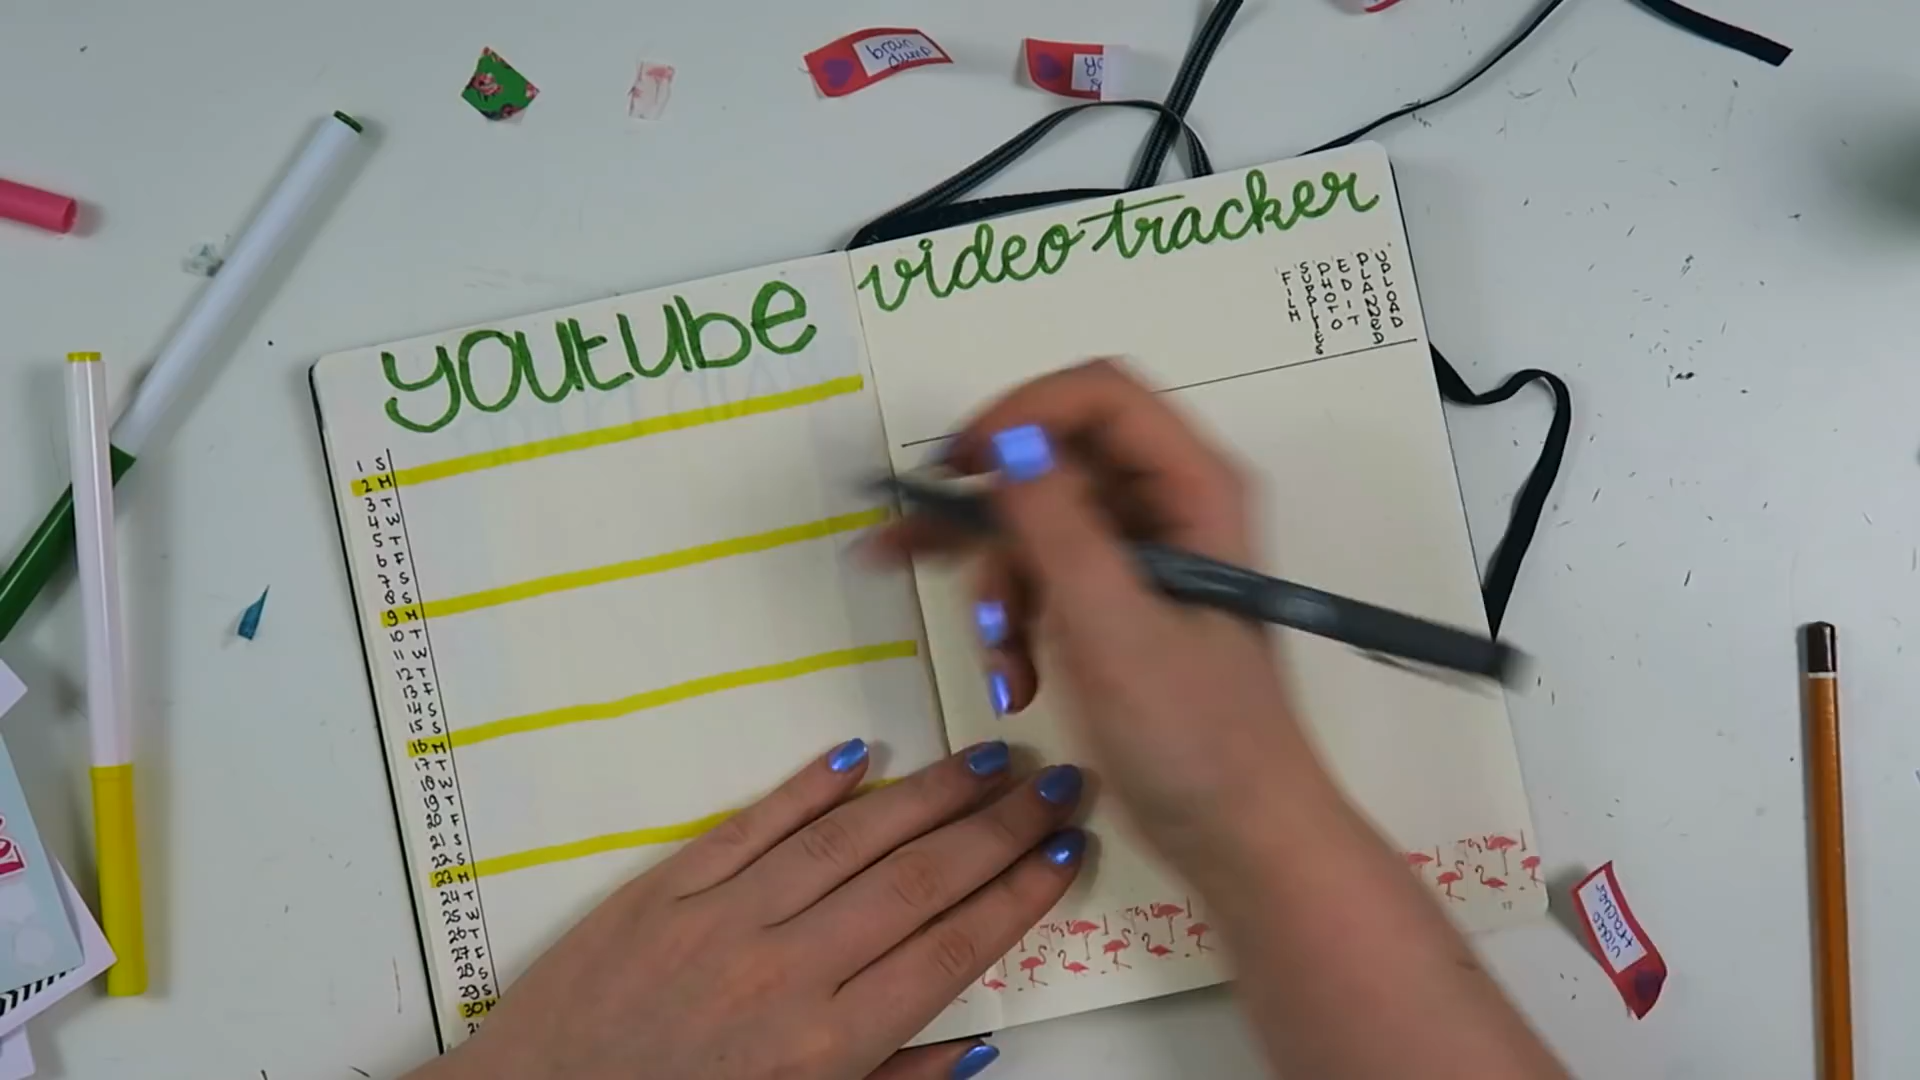 brain
dump
youtube
video tracker
FILM
SUPPLIES
PHOTO
EDIT
PLANNER
UPLOAD
1 S
2 M
3 T
4 W
5 T
6 F
7 S
8 S
9 M
10 T
11 W
12 T
13 F
14 S
15 S
16 M
17 T
18 W
19 T
20 F
21 S
22 S
23 M
24 T
25 W
26 T
27 F
28 S
29 S
30 M
video
tracker
17